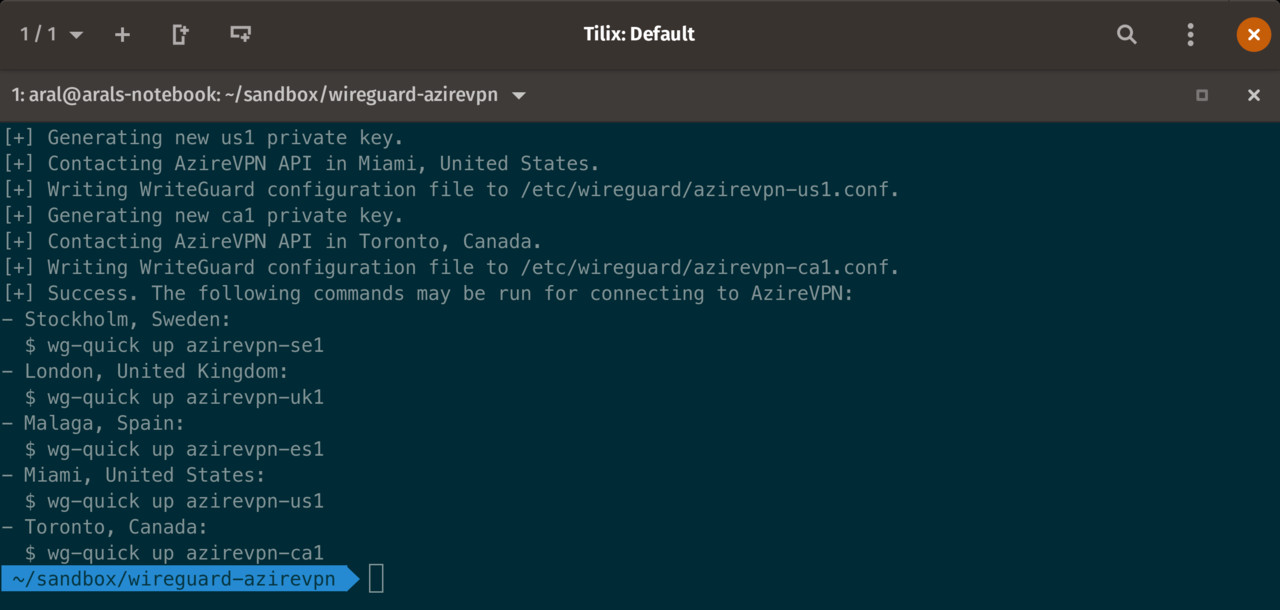 1 / 1
Tilix: Default
1: aral@arals-notebook: ~/sandbox/wireguard-azirevpn
[+] Generating new us1 private key.
[+] Contacting AzireVPN API in Miami, United States.
[+] Writing WriteGuard configuration file to /etc/wireguard/azirevpn-us1.conf.
[+] Generating new ca1 private key.
[+] Contacting AzireVPN API in Toronto, Canada.
[+] Writing WriteGuard configuration file to /etc/wireguard/azirevpn-ca1.conf.
[+] Success. The following commands may be run for connecting to AzireVPN:
- Stockholm, Sweden:
  $ wg-quick up azirevpn-se1
- London, United Kingdom:
  $ wg-quick up azirevpn-uk1
- Malaga, Spain:
  $ wg-quick up azirevpn-es1
- Miami, United States:
  $ wg-quick up azirevpn-us1
- Toronto, Canada:
  $ wg-quick up azirevpn-ca1
~/sandbox/wireguard-azirevpn